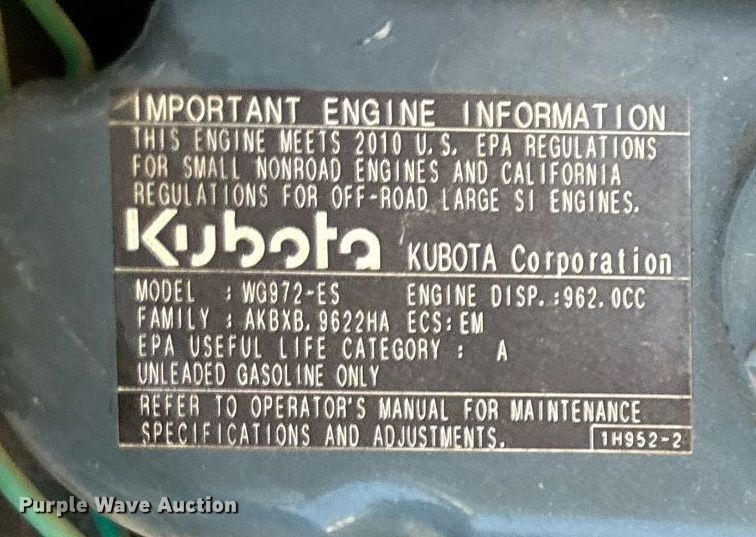 IMPORTANT ENGINE INFORMATION
THIS ENGINE MEETS 2010 U.S. EPA REGULATIONS
FOR SMALL NONROAD ENGINES AND CALIFORNIA
REGULATIONS FOR OFF-ROAD LARGE SI ENGINES.
Kubota KUBOTA Corporation
MODEL : WG972-ES ENGINE DISP.:962.0CC
FAMILY : AKBXB.9622HA ECS:EM
EPA USEFUL LIFE CATEGORY : A
UNLEADED GASOLINE ONLY
REFER TO OPERATOR'S MANUAL FOR MAINTENANCE
SPECIFICATIONS AND ADJUSTMENTS. 1H952-2
Purple Wave Auction